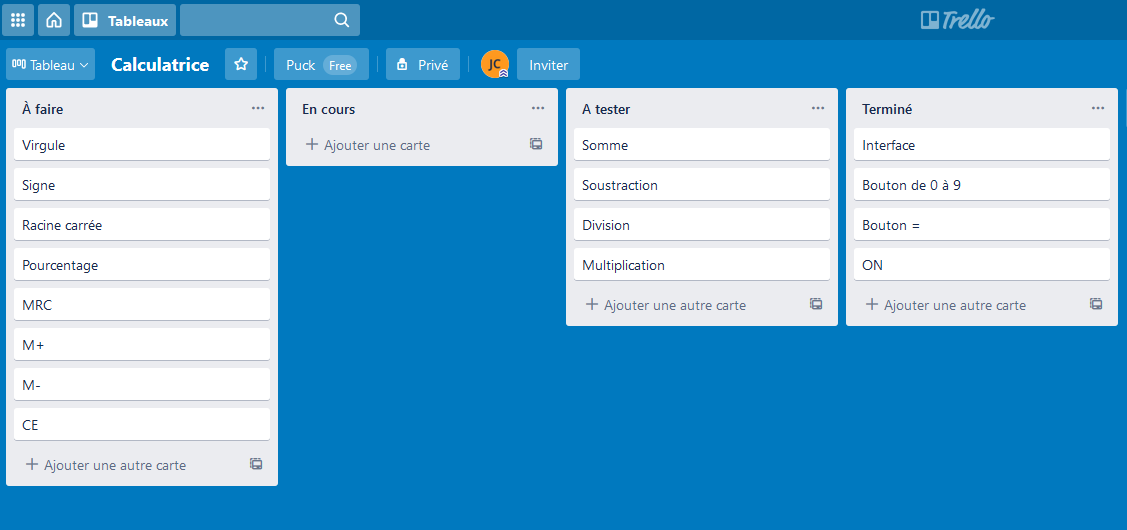 Tableaux
Trello
Tableau
Calculatrice
Puck Free
Privé
JC
Inviter
À faire
Virgule
Signe
Racine carrée
Pourcentage
MRC
M+
M-
CE
+ Ajouter une autre carte
En cours
+ Ajouter une carte
A tester
Somme
Soustraction
Division
Multiplication
+ Ajouter une autre carte
Terminé
Interface
Bouton de 0 à 9
Bouton =
ON
+ Ajouter une autre carte